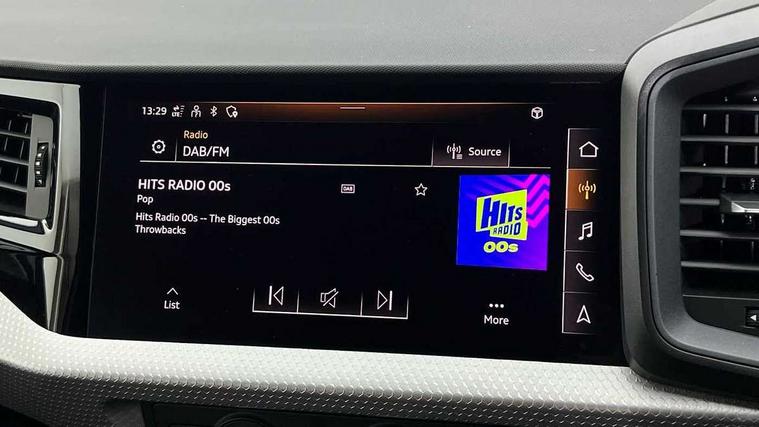 13:29 LTE
Radio
DAB/FM
Source
HITS RADIO 00s
DAB
Pop
Hits Radio 00s -- The Biggest 00s
Throwbacks
HITS
RADIO
00s
List
More